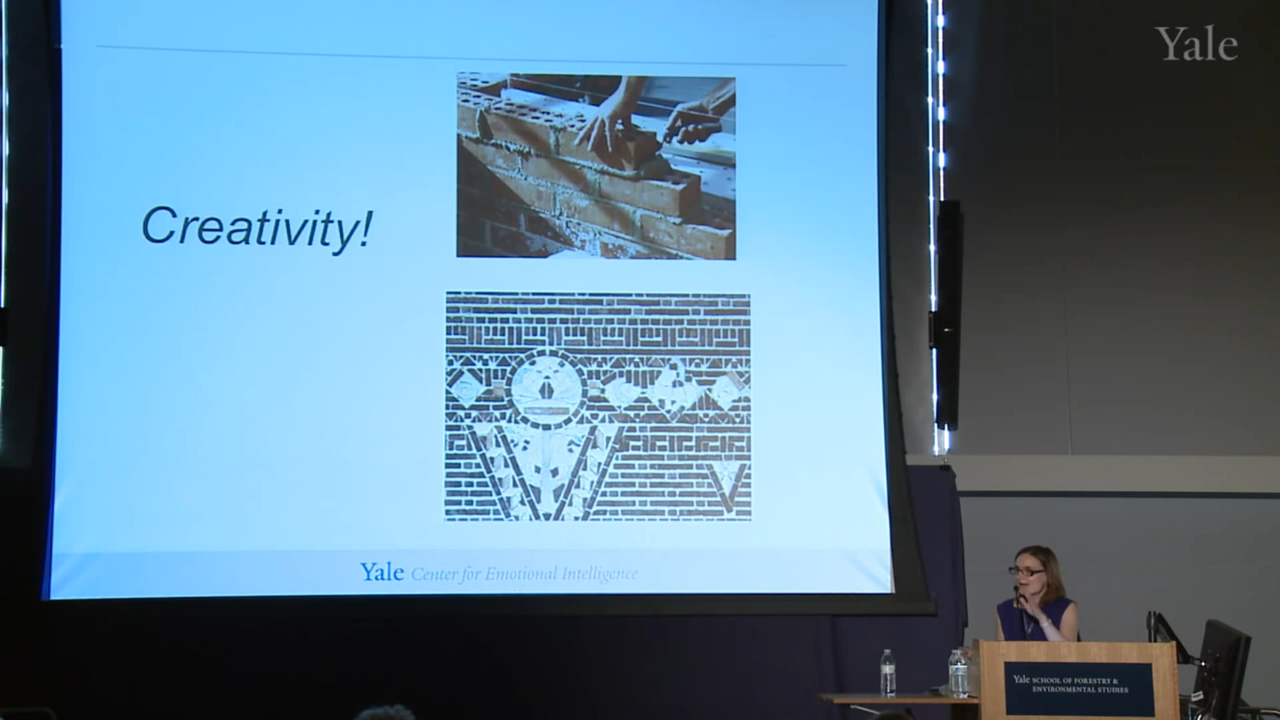 Yale
Creativity!
Yale Center for Emotional Intelligence
Yale SCHOOL OF FORESTRY &
ENVIRONMENTAL STUDIES